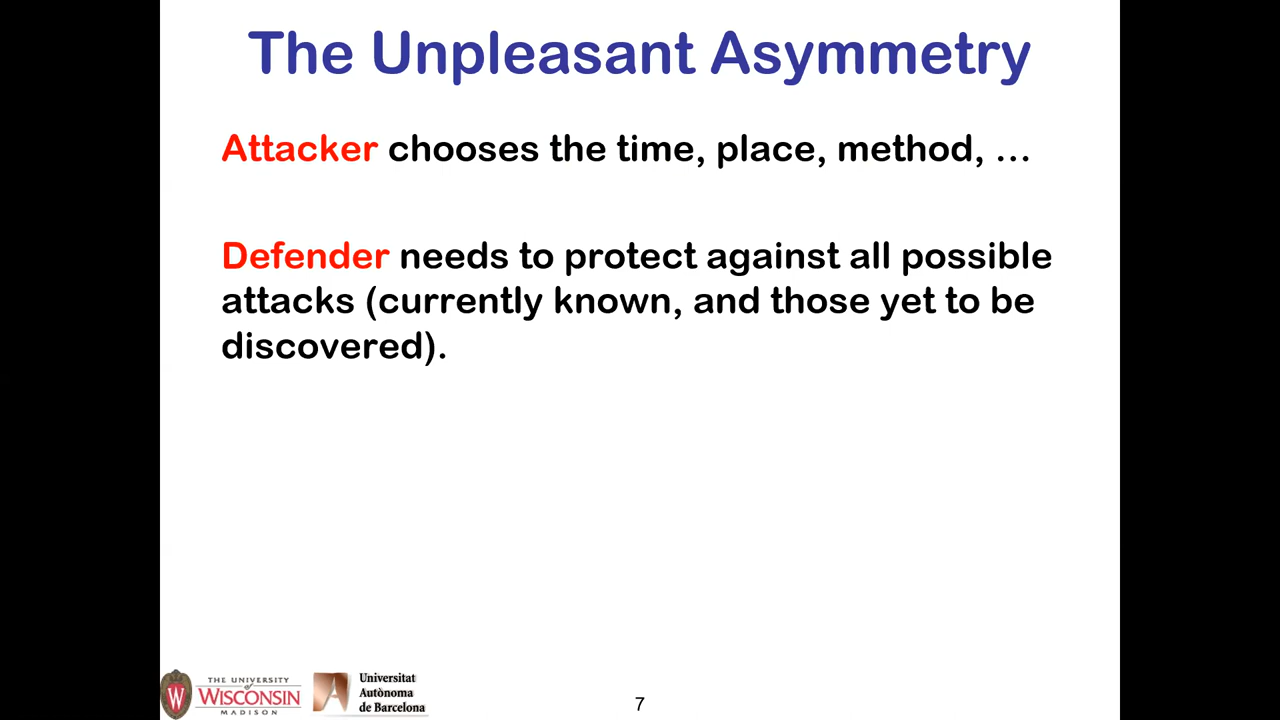 The Unpleasant Asymmetry
Attacker chooses the time, place, method, …
Defender needs to protect against all possible
attacks (currently known, and those yet to be
discovered).
THE UNIVERSITY
of
WISCONSIN
MADISON
W
Universitat
Autònoma
de Barcelona
7